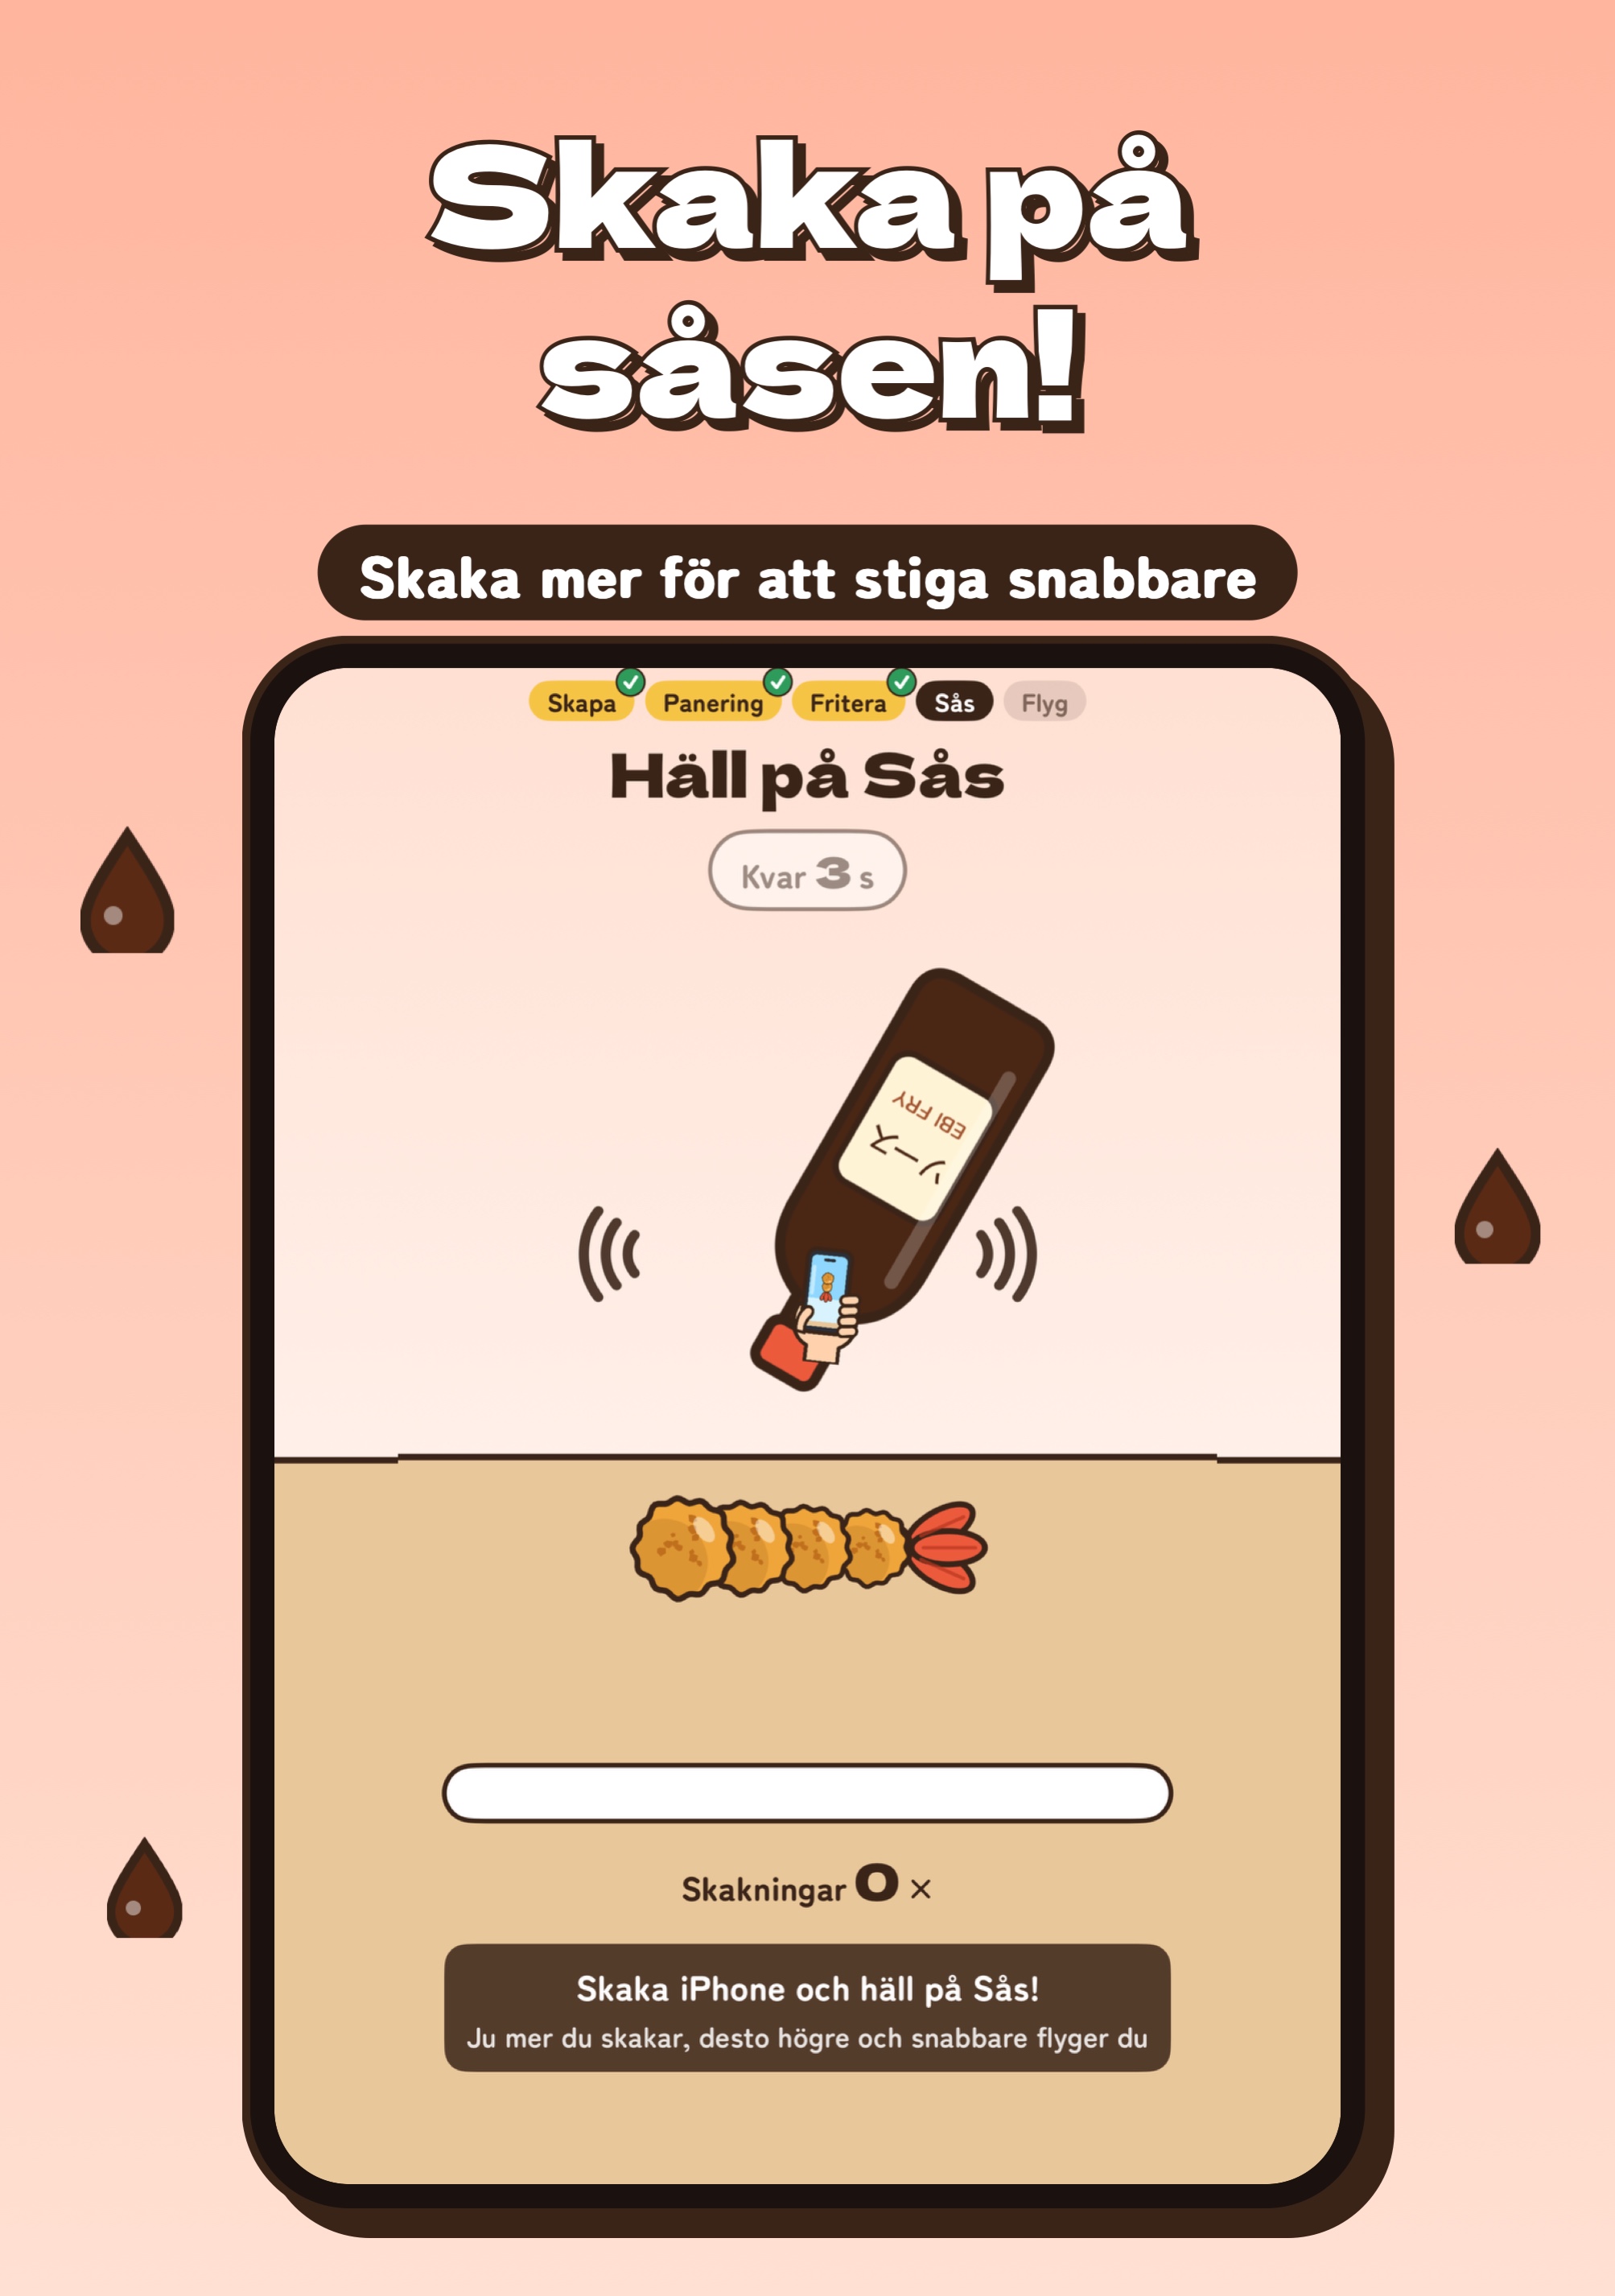 Skaka på
såsen!
Skaka mer för att stiga snabbare
Skapa Panering Fritera Sås Flyg
Häll på Sås
Kvar 3 s
ソース
EBI FRY
Skakningar 0 ×
Skaka iPhone och häll på Sås!
Ju mer du skakar, desto högre och snabbare flyger du